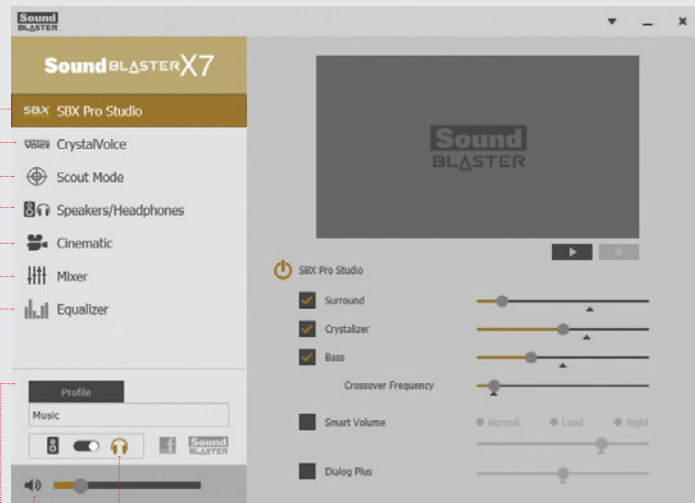 Sound
BLASTER
Sound BLASTER X7
SBX SBX Pro Studio
CRYSTAL VOICE CrystalVoice
Scout Mode
Speakers/Headphones
Cinematic
Mixer
Equalizer
Profile
Music
f Sound BLASTER
Sound
BLASTER
SBX Pro Studio
Surround
Crystalizer
Bass
Crossover Frequency
Smart Volume Normal Loud Night
Dialog Plus